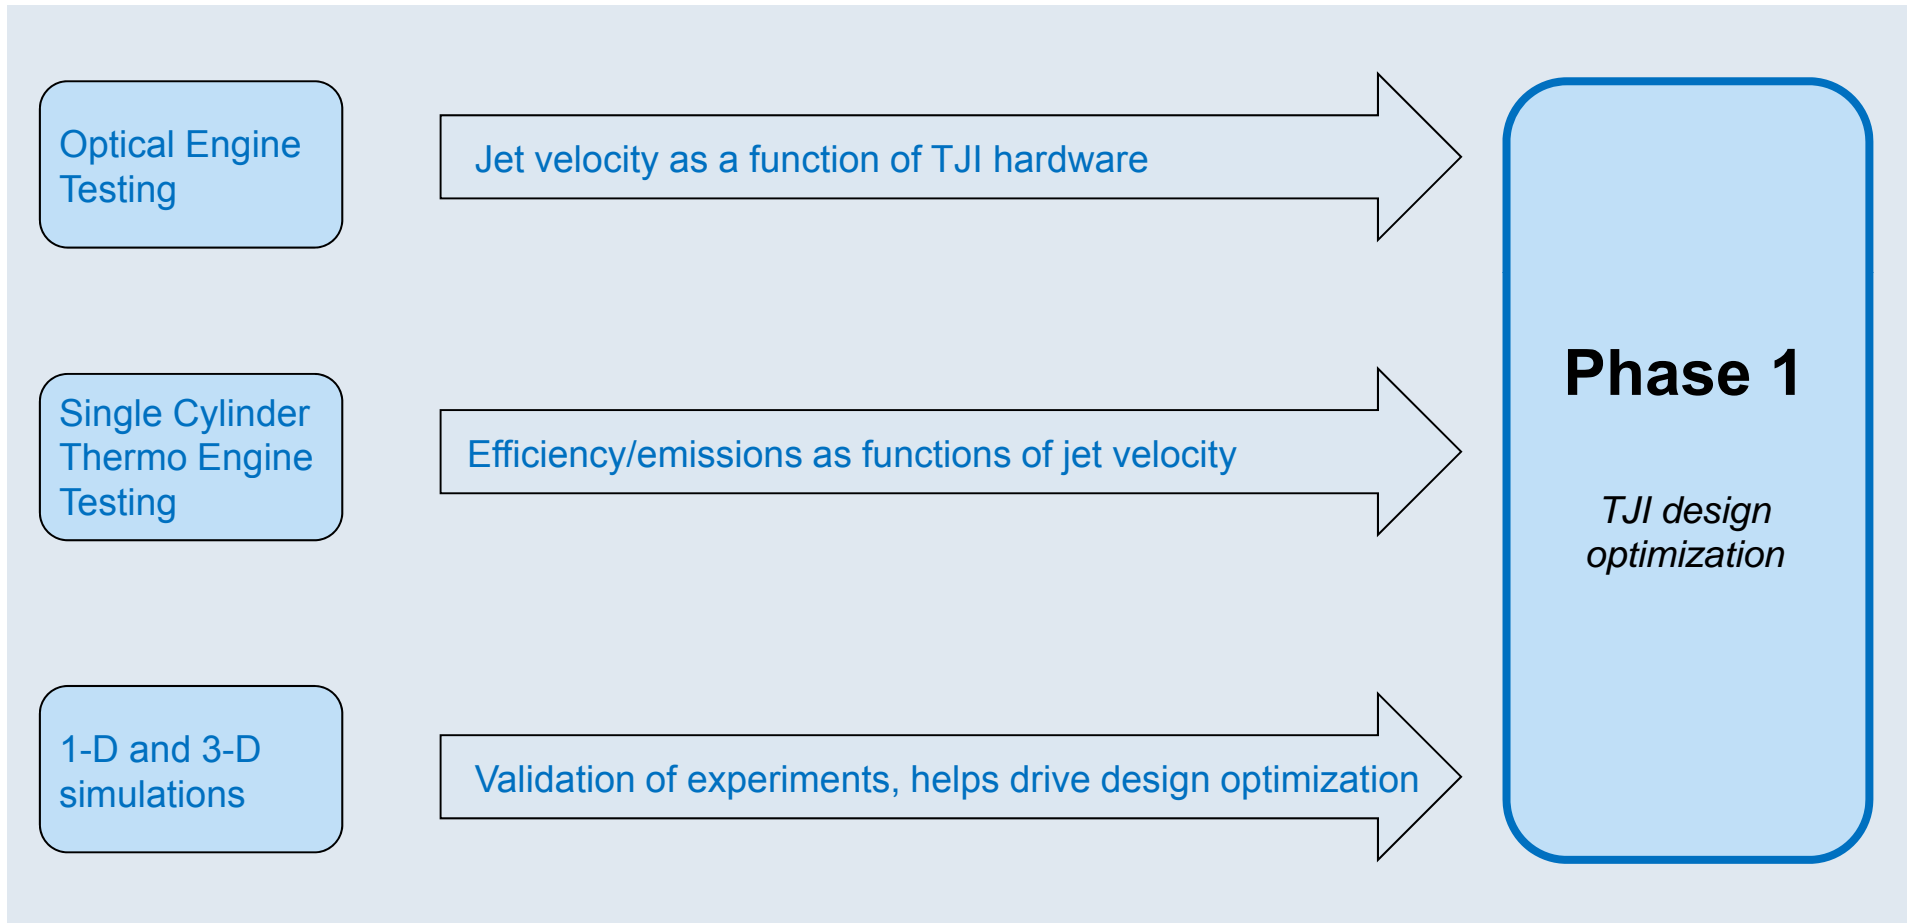 Optical Engine
Testing
Jet velocity as a function of TJI hardware
Single Cylinder
Thermo Engine
Testing
Efficiency/emissions as functions of jet velocity
1-D and 3-D
simulations
Validation of experiments, helps drive design optimization
Phase 1
TJI design
optimization